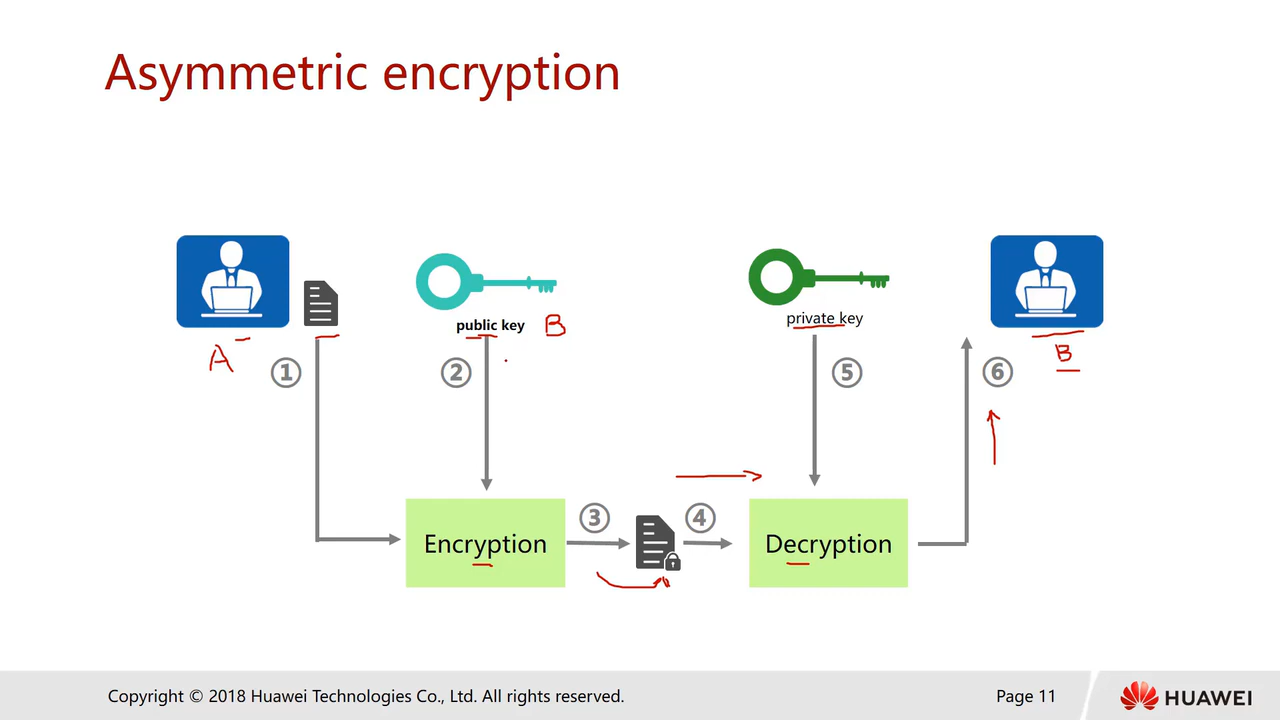 Asymmetric encryption
public key B
private key
A
B
① ② ⑤ ⑥
③ ④
Encryption
Decryption
Copyright © 2018 Huawei Technologies Co., Ltd. All rights reserved.
Page 11
HUAWEI